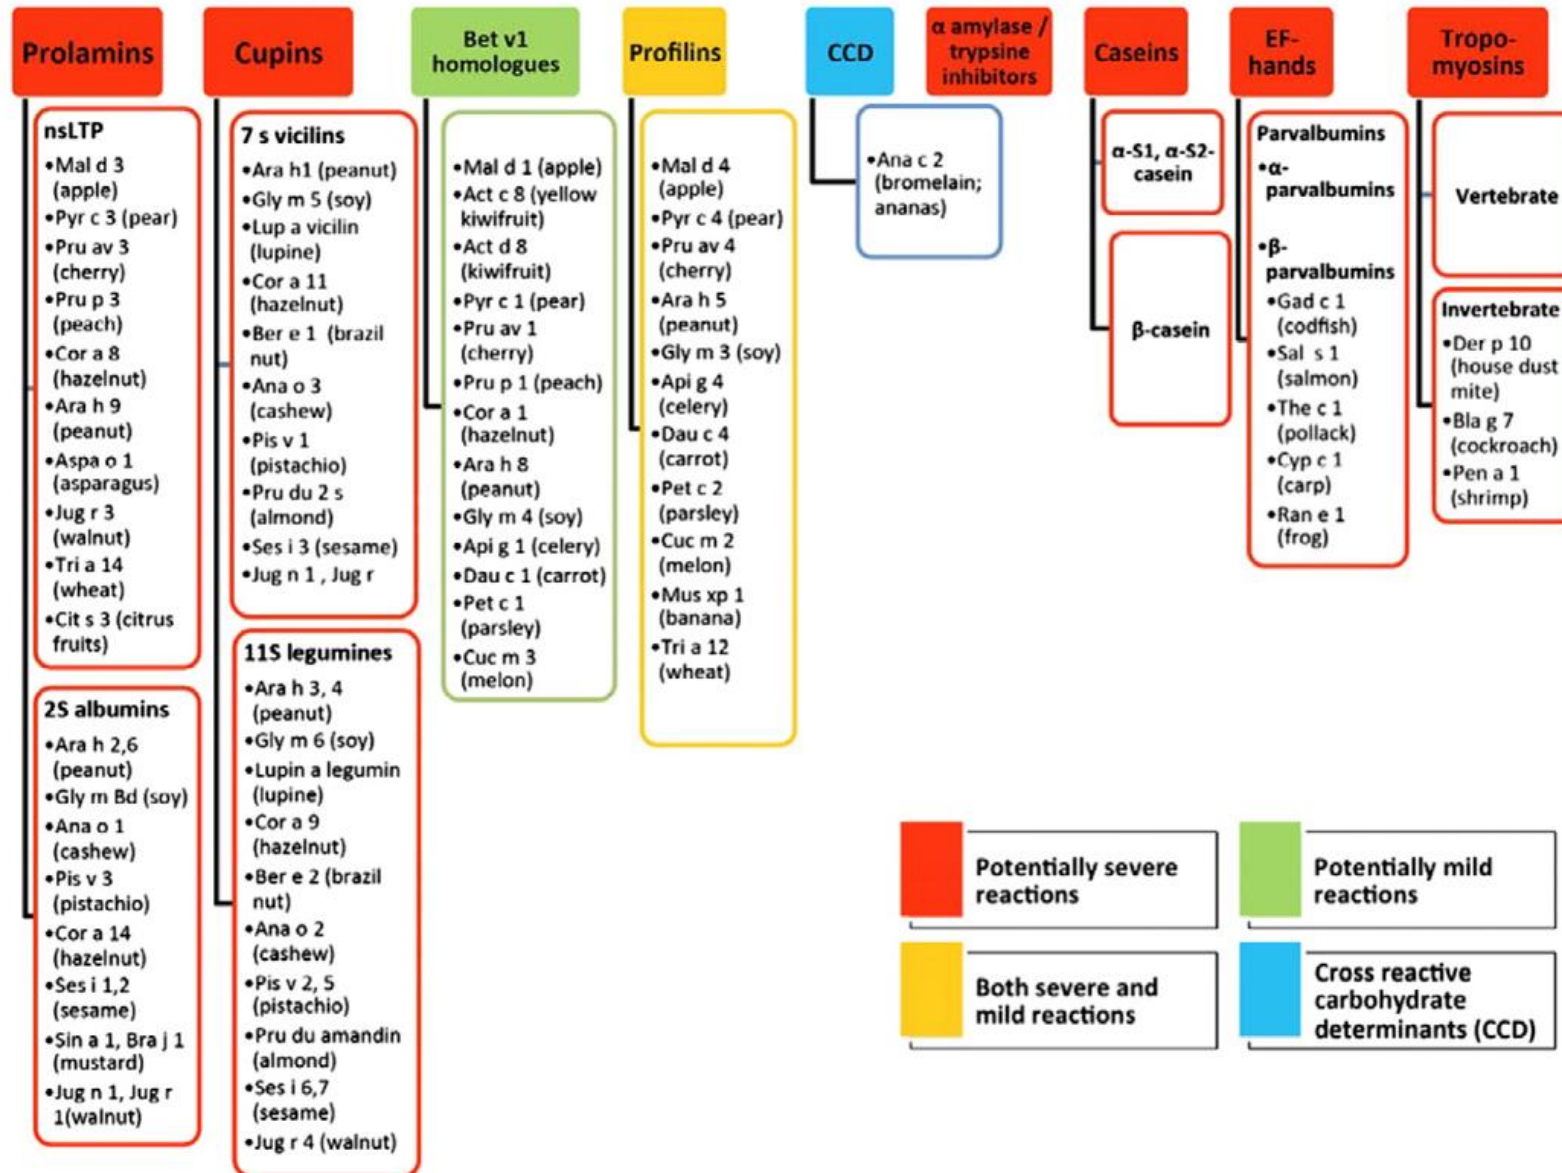 Prolamins
nsLTP
•Mal d 3
(apple)
•Pyr c 3 (pear)
•Pru av 3
(cherry)
•Pru p 3
(peach)
•Cor a 8
(hazelnut)
•Ara h 9
(peanut)
•Aspa o 1
(asparagus)
•Jug r 3
(walnut)
•Tri a 14
(wheat)
•Cit s 3 (citrus
fruits)
2S albumins
•Ara h 2,6
(peanut)
•Gly m Bd (soy)
•Ana o 1
(cashew)
•Pis v 3
(pistachio)
•Cor a 14
(hazelnut)
•Ses i 1,2
(sesame)
•Sin a 1, Bra j 1
(mustard)
•Jug n 1, Jug r
1(walnut)
Cupins
7 s vicilins
•Ara h1 (peanut)
•Gly m 5 (soy)
•Lup a vicilin
(lupine)
•Cor a 11
(hazelnut)
•Ber e 1 (brazil
nut)
•Ana o 3
(cashew)
•Pis v 1
(pistachio)
•Pru du 2 s
(almond)
•Ses i 3 (sesame)
•Jug n 1 , Jug r
11S legumines
•Ara h 3, 4
(peanut)
•Gly m 6 (soy)
•Lupin a legumin
(lupine)
•Cor a 9
(hazelnut)
•Ber e 2 (brazil
nut)
•Ana o 2
(cashew)
•Pis v 2, 5
(pistachio)
•Pru du amandin
(almond)
•Ses i 6,7
(sesame)
•Jug r 4 (walnut)
Bet v1
homologues
•Mal d 1 (apple)
•Act c 8 (yellow
kiwifruit)
•Act d 8
(kiwifruit)
•Pyr c 1 (pear)
•Pru av 1
(cherry)
•Pru p 1 (peach)
•Cor a 1
(hazelnut)
•Ara h 8
(peanut)
•Gly m 4 (soy)
•Api g 1 (celery)
•Dau c 1 (carrot)
•Pet c 1
(parsley)
•Cuc m 3
(melon)
Profilins
•Mal d 4
(apple)
•Pyr c 4 (pear)
•Pru av 4
(cherry)
•Ara h 5
(peanut)
•Gly m 3 (soy)
•Api g 4
(celery)
•Dau c 4
(carrot)
•Pet c 2
(parsley)
•Cuc m 2
(melon)
•Mus xp 1
(banana)
•Tri a 12
(wheat)
CCD
•Ana c 2
(bromelain;
ananas)
α amylase /
trypsine
inhibitors
Caseins
α-S1, α-S2-
casein
β-casein
EF-
hands
Parvalbumins
•α-
parvalbumins
•β-
parvalbumins
•Gad c 1
(codfish)
•Sal s 1
(salmon)
•The c 1
(pollack)
•Cyp c 1
(carp)
•Ran e 1
(frog)
Tropo-
myosins
Vertebrate
Invertebrate
•Der p 10
(house dust
mite)
•Bla g 7
(cockroach)
•Pen a 1
(shrimp)
Potentially severe
reactions
Potentially mild
reactions
Both severe and
mild reactions
Cross reactive
carbohydrate
determinants (CCD)